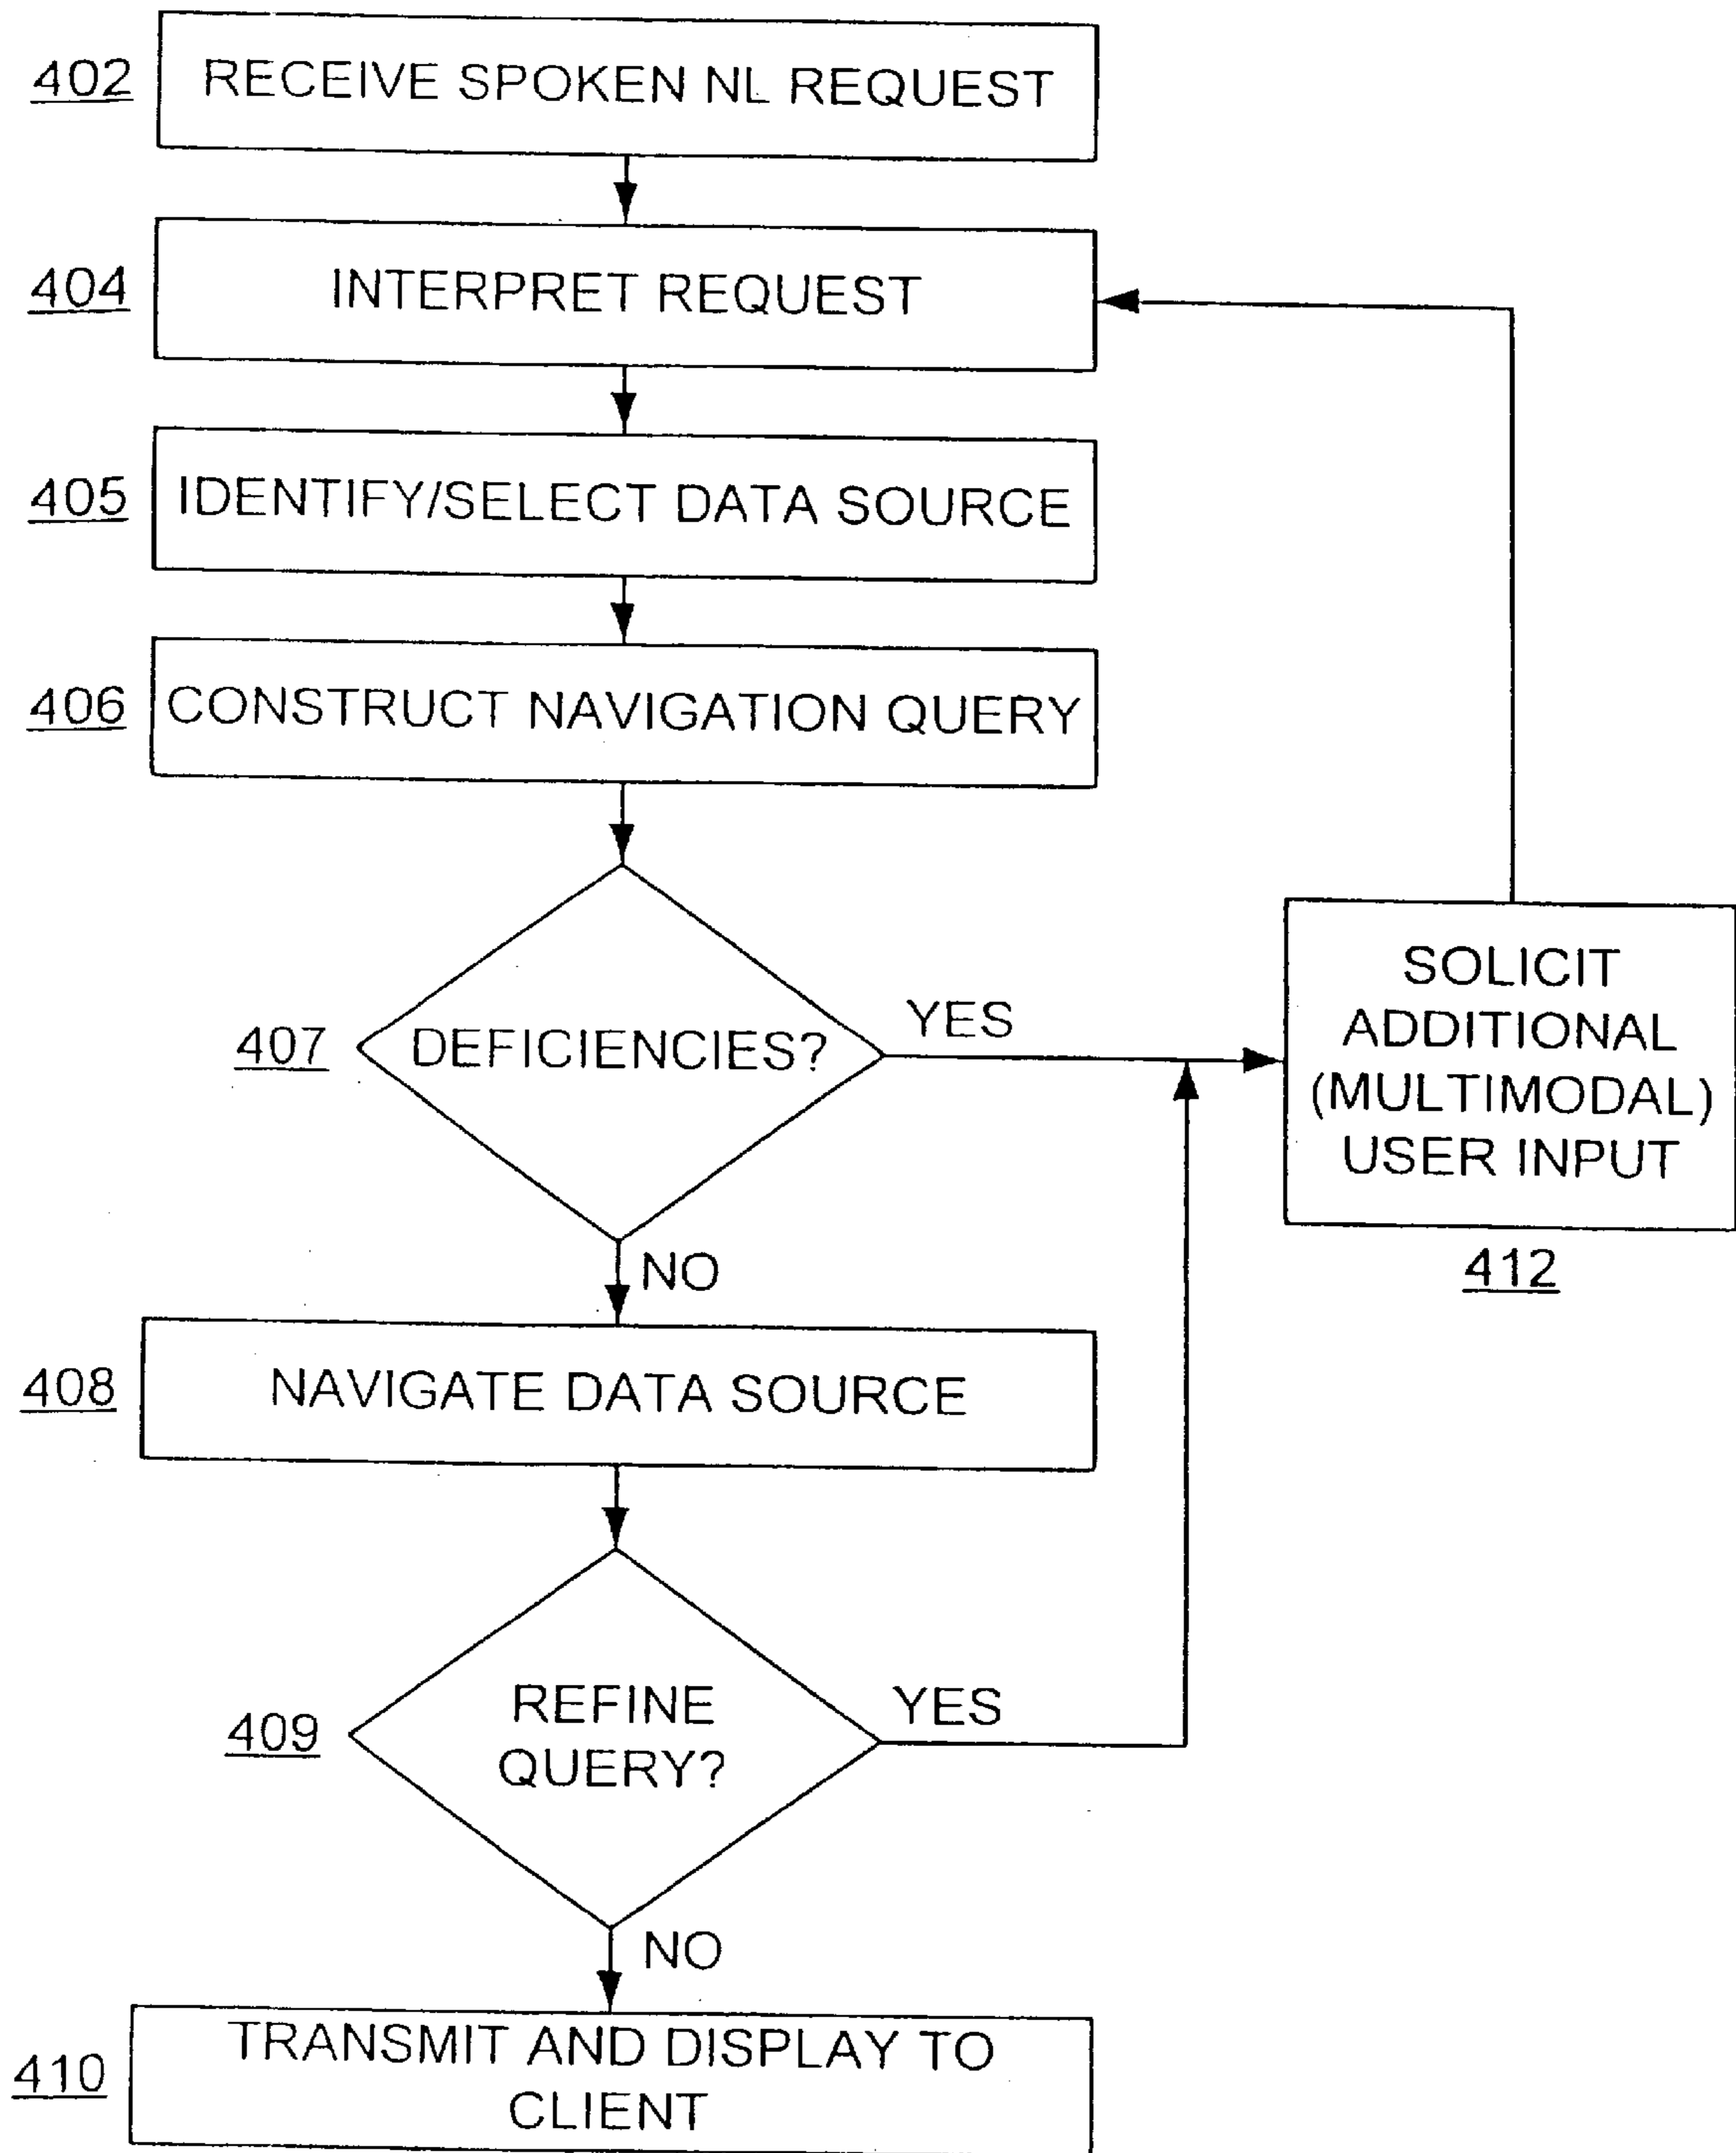 402
RECEIVE SPOKEN NL REQUEST
404
INTERPRET REQUEST
405
IDENTIFY/SELECT DATA SOURCE
406
CONSTRUCT NAVIGATION QUERY
407
DEFICIENCIES?
YES
SOLICIT
ADDITIONAL
(MULTIMODAL)
USER INPUT
412
NO
408
NAVIGATE DATA SOURCE
409
REFINE
QUERY?
YES
NO
410
TRANSMIT AND DISPLAY TO
CLIENT